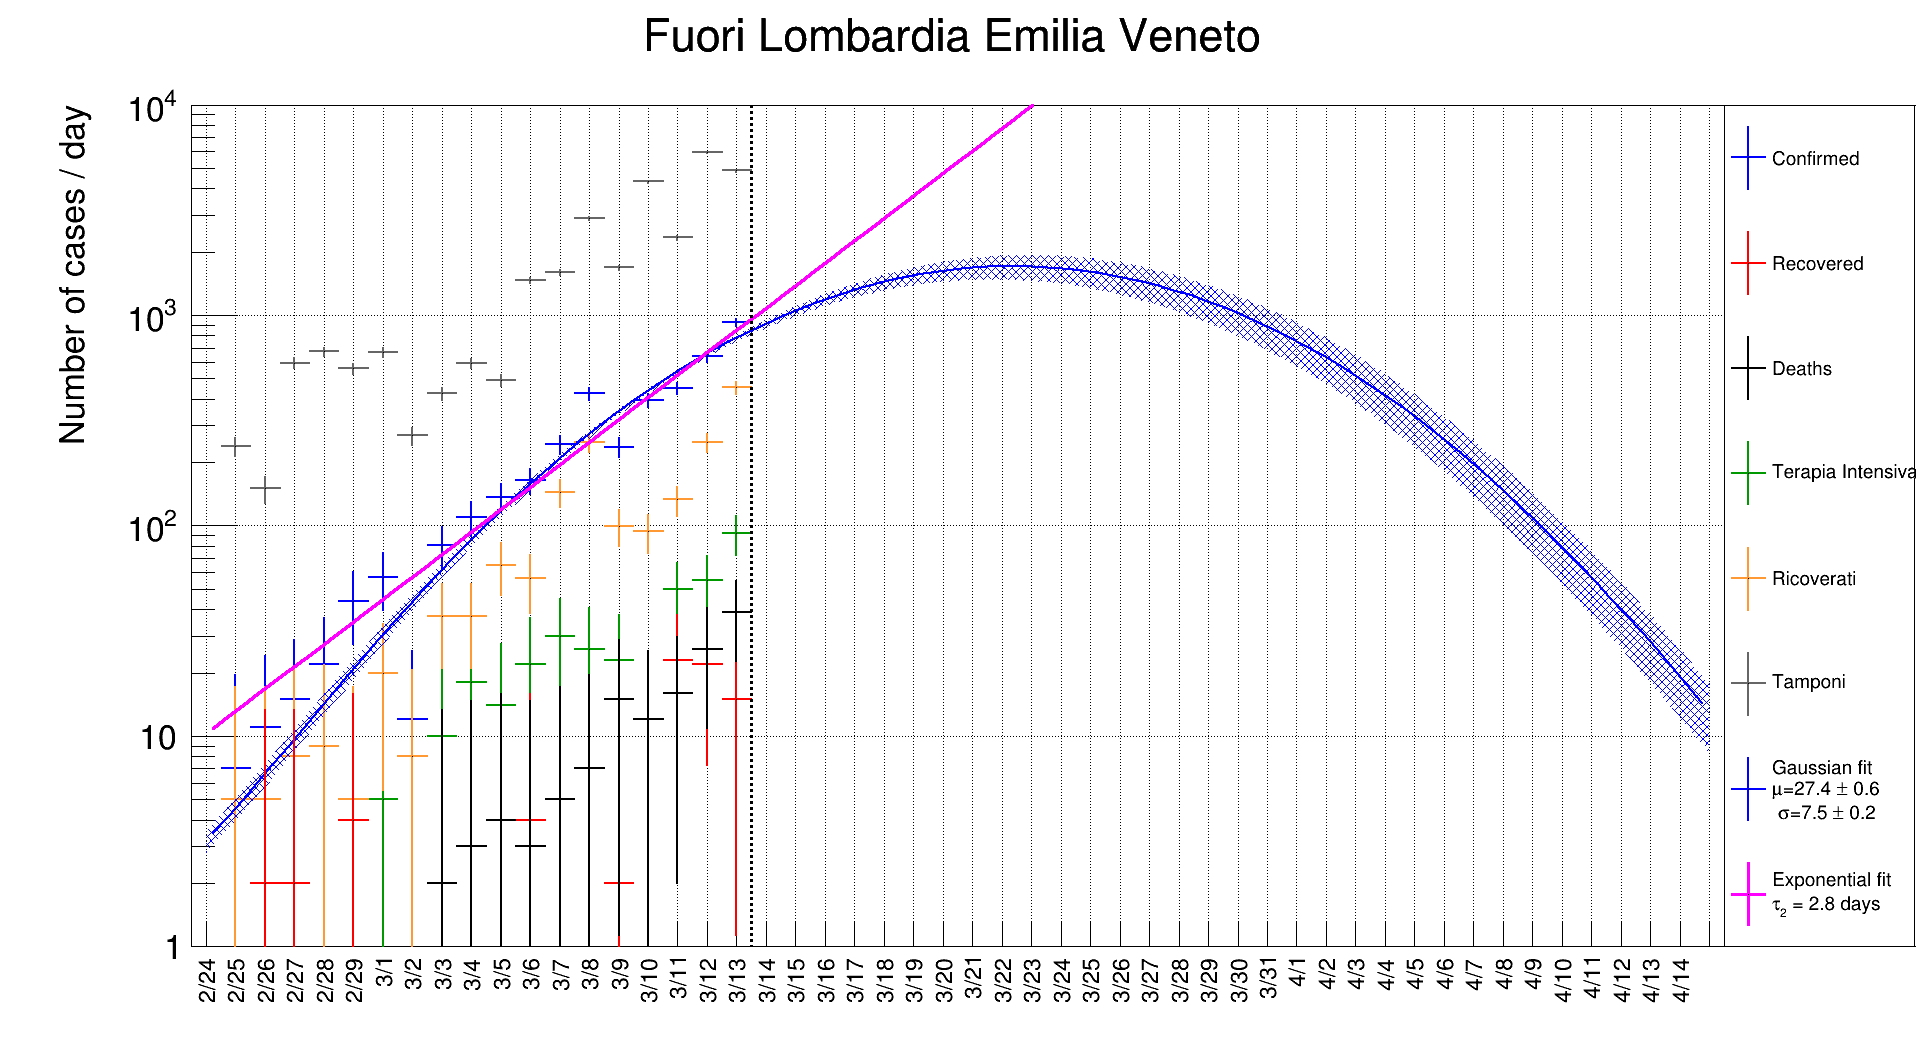 Fuori Lombardia Emilia Veneto
Number of cases / day
10^4
10^3
10^2
10
1
2/24 2/25 2/26 2/27 2/28 2/29 3/1 3/2 3/3 3/4 3/5 3/6 3/7 3/8 3/9 3/10 3/11 3/12 3/13 3/14 3/15 3/16 3/17 3/18 3/19 3/20 3/21 3/22 3/23 3/24 3/25 3/26 3/27 3/28 3/29 3/30 3/31 4/1 4/2 4/3 4/4 4/5 4/6 4/7 4/8 4/9 4/10 4/11 4/12 4/13 4/14
Confirmed
Recovered
Deaths
Terapia Intensiva
Ricoverati
Tamponi
Gaussian fit
μ=27.4 ± 0.6
σ=7.5 ± 0.2
Exponential fit
τ_2 = 2.8 days